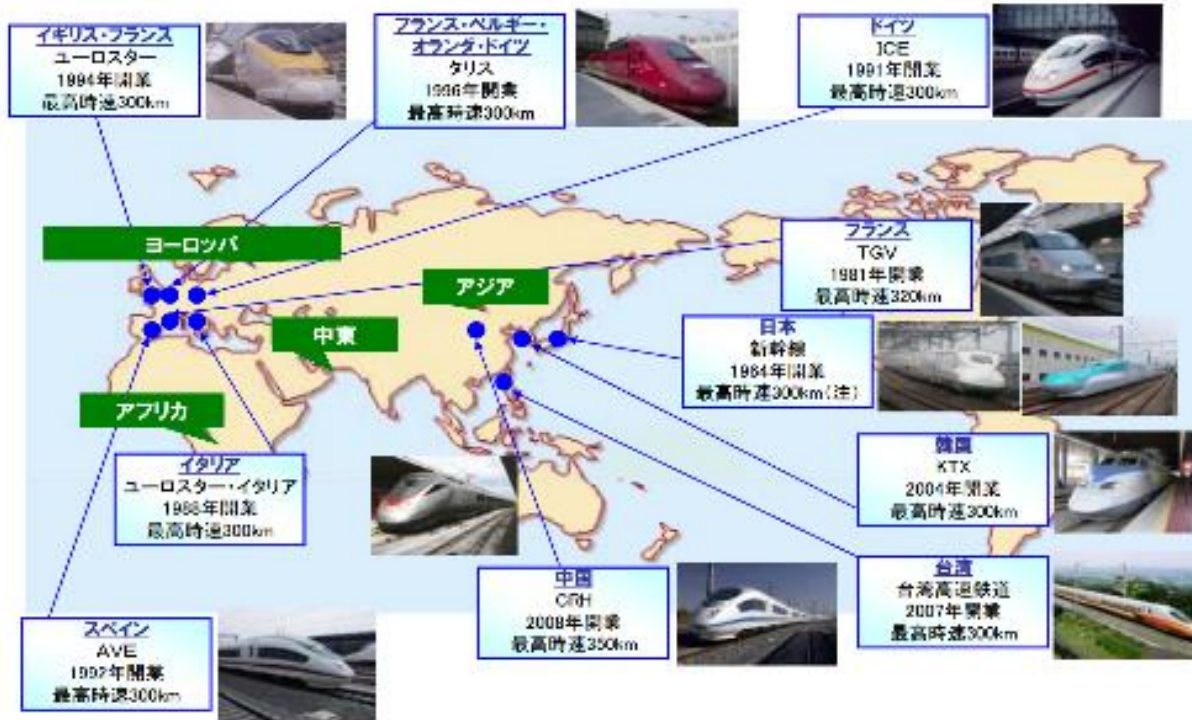 イギリス・フランス
ユーロスター
1994年開業
最高時速300km
フランス・ベルギー・
オランダ・ドイツ
タリス
1996年開業
最高時速300km
ドイツ
ICE
1991年開業
最高時速300km
ヨーロッパ
アジア
中東
アフリカ
フランス
TGV
1981年開業
最高時速320km
日本
新幹線
1964年開業
最高時速300km(注)
イタリア
ユーロスター・イタリア
1988年開業
最高時速300km
韓国
KTX
2004年開業
最高時速300km
中国
CRH
2008年開業
最高時速350km
台湾
台湾高速鉄道
2007年開業
最高時速300km
スペイン
AVE
1992年開業
最高時速300km